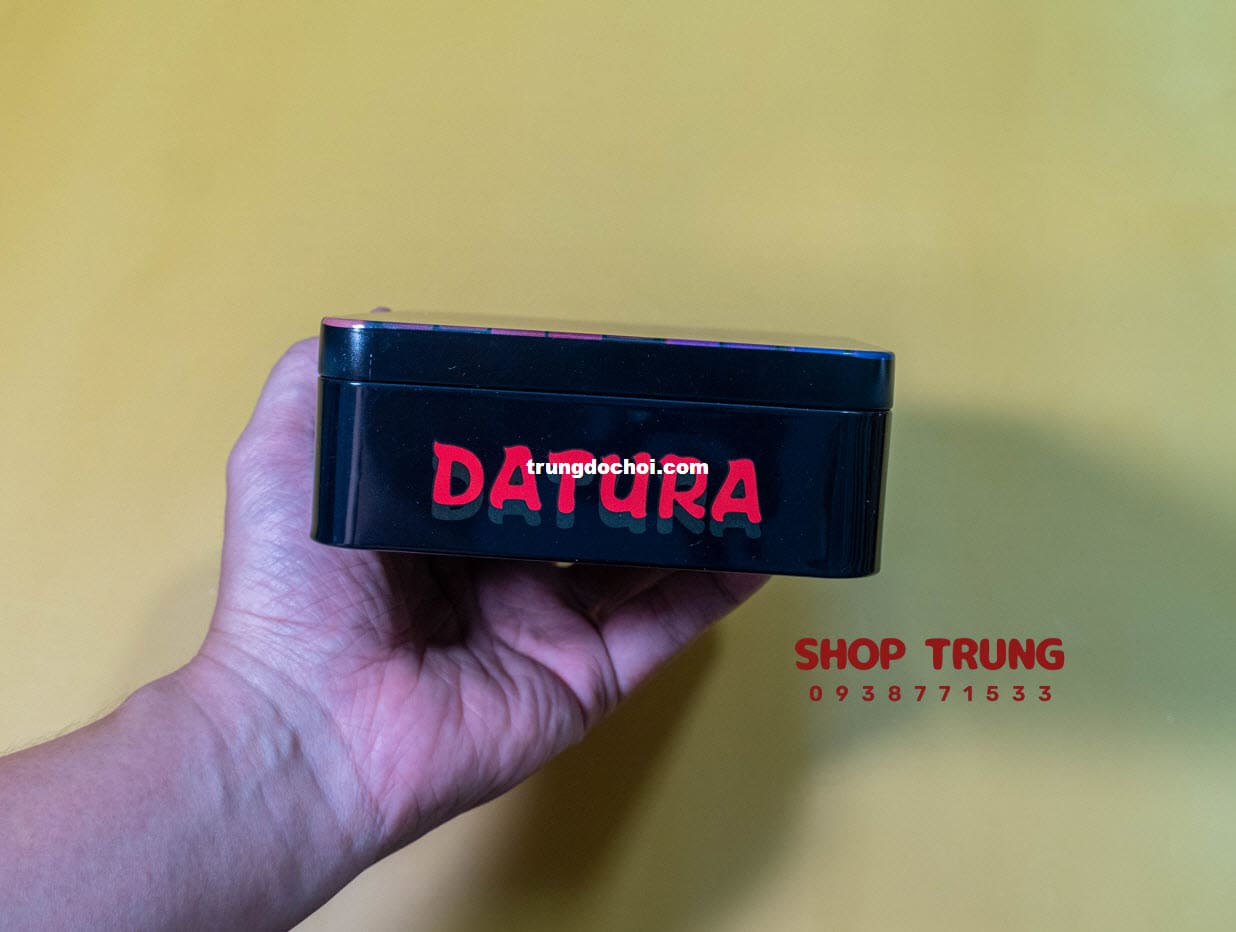 DATURA
trungdochoi.com
SHOP TRUNG
0938771533